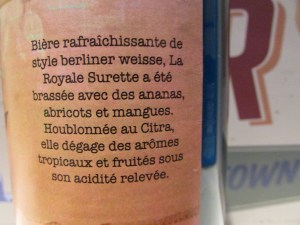 Bière rafraîchissante de
style berliner weisse, La
Royale Surette a été
brassée avec des ananas,
abricots et mangues.
Houblonnée au Citra,
elle dégage des arômes
tropicaux et fruités sous
son acidité relevée.
R
TOWN